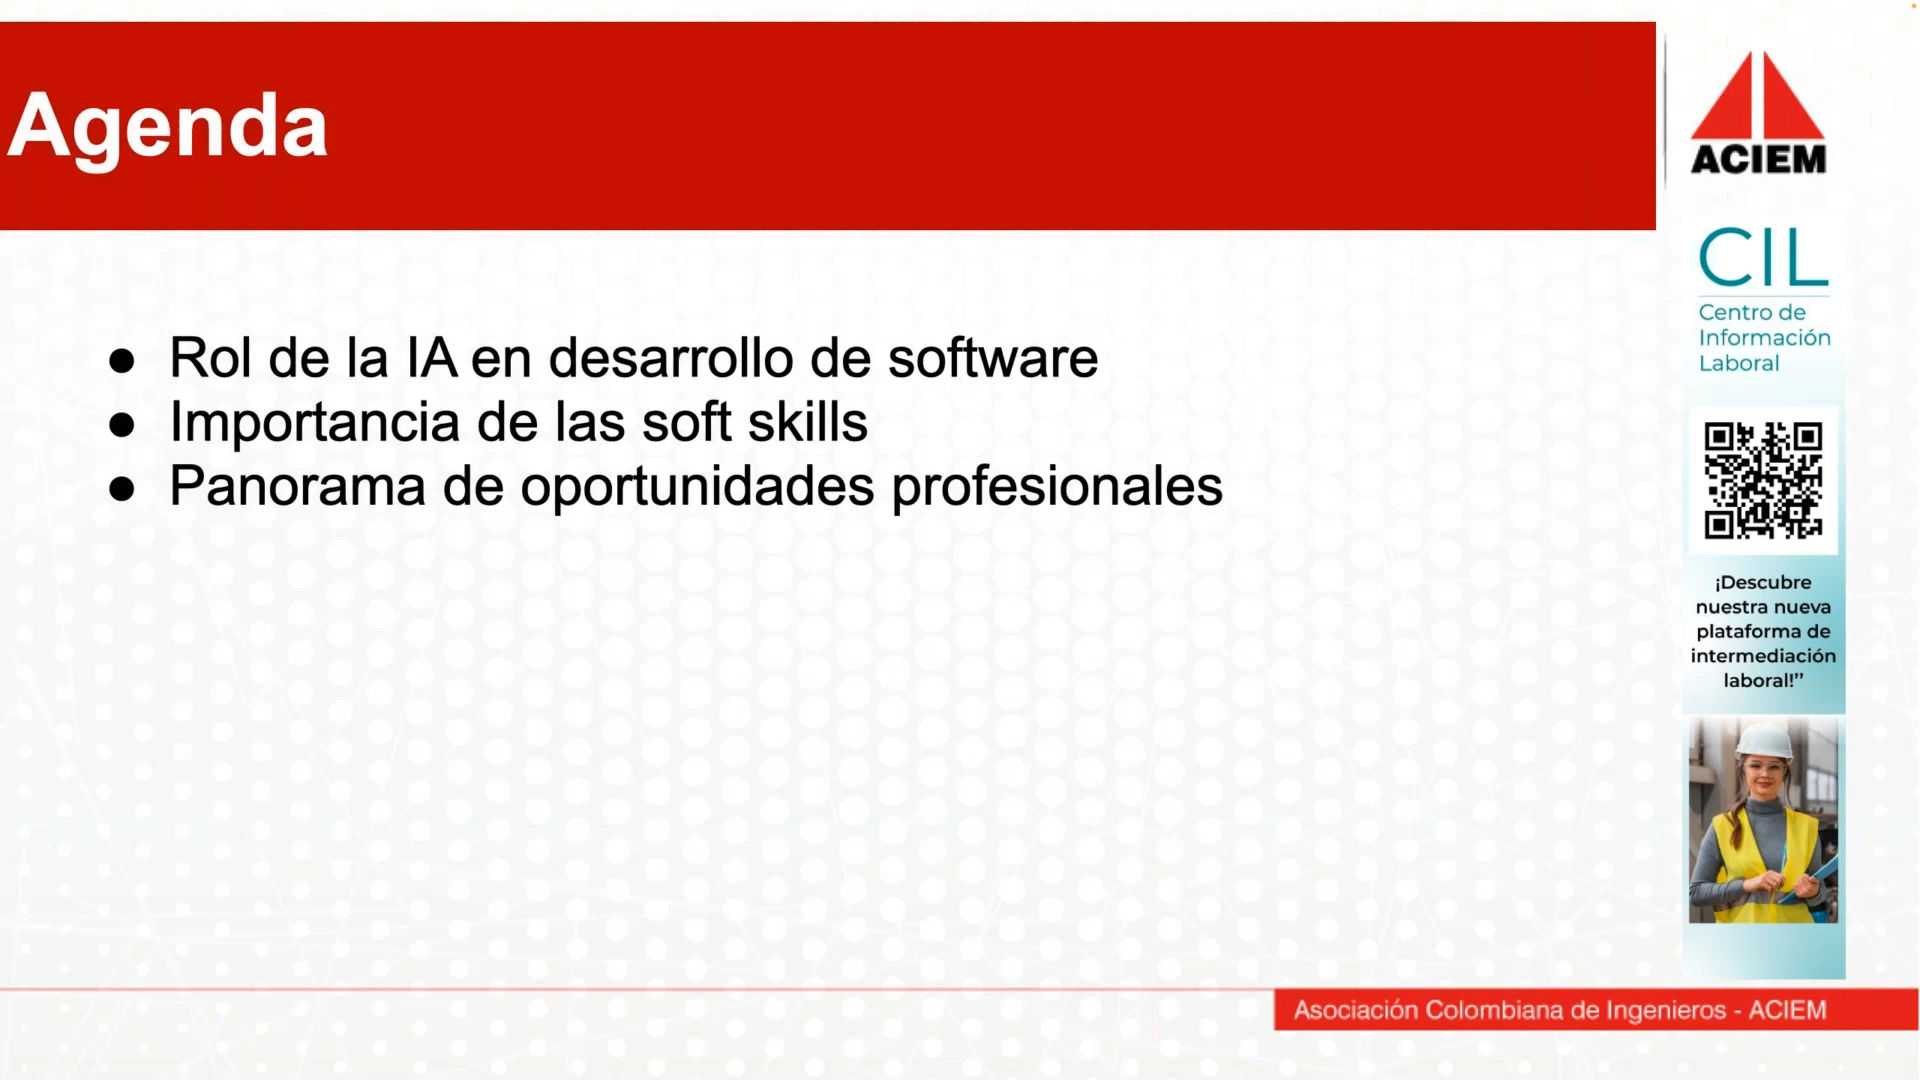 Agenda
● Rol de la IA en desarrollo de software
● Importancia de las soft skills
● Panorama de oportunidades profesionales
ACIEM
CIL
Centro de
Información
Laboral
¡Descubre
nuestra nueva
plataforma de
intermediación
laboral!”
Asociación Colombiana de Ingenieros - ACIEM